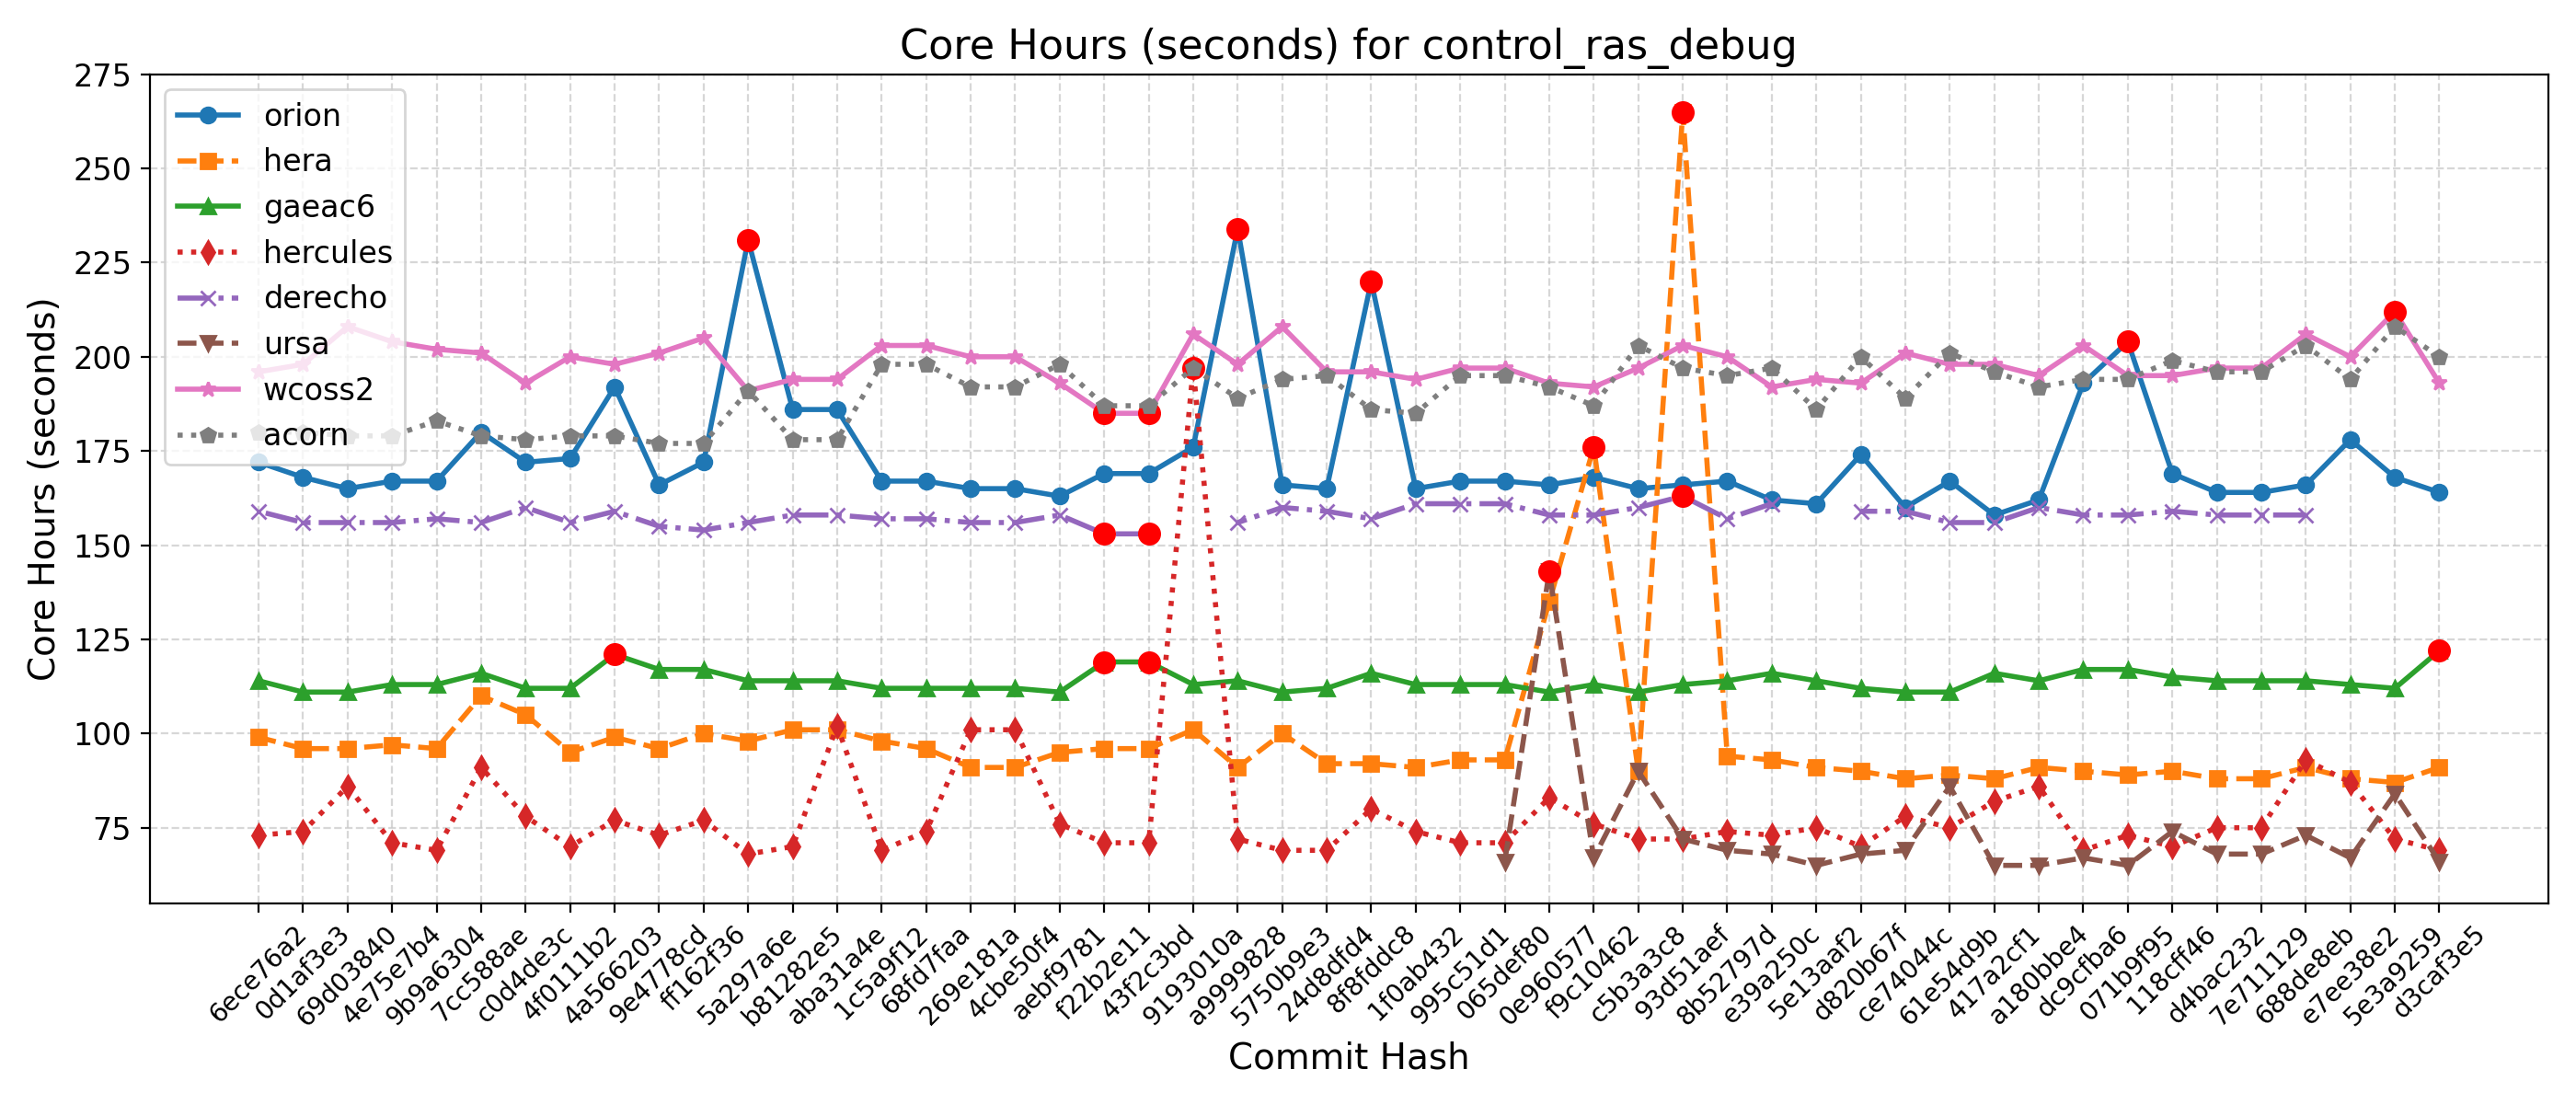 Core Hours (seconds) for control_ras_debug
Core Hours (seconds)
275
250
225
200
175
150
125
100
75
orion
hera
gaeac6
hercules
derecho
ursa
wcoss2
acorn
6ece76a2
0d1af3e3
69d03840
4e75e7b4
9b9a6304
7cc588ae
c0d4de3c
4f0111b2
4a566203
9e4778cd
ff162f36
5a297a6e
b81282e5
aba31a4e
1c5a9f12
68fd7faa
269e181a
4cbe50f4
aebf9781
f22b2e11
43f2c3bd
9193010a
a9999828
5750b9e3
24d8dfd4
8f8fddc8
1f0ab432
995c51d1
065def80
0e960577
f9c10462
c5b3a3c8
93d51aef
8b52797d
e39a250c
5e13aaf2
d820b67f
ce74044c
61e54d9b
417a2cf1
a180bbe4
dc9cfba6
071b9f95
118cff46
d4bac232
7e711129
688de8eb
e7ee38e2
5e3a9259
d3caf3e5
Commit Hash